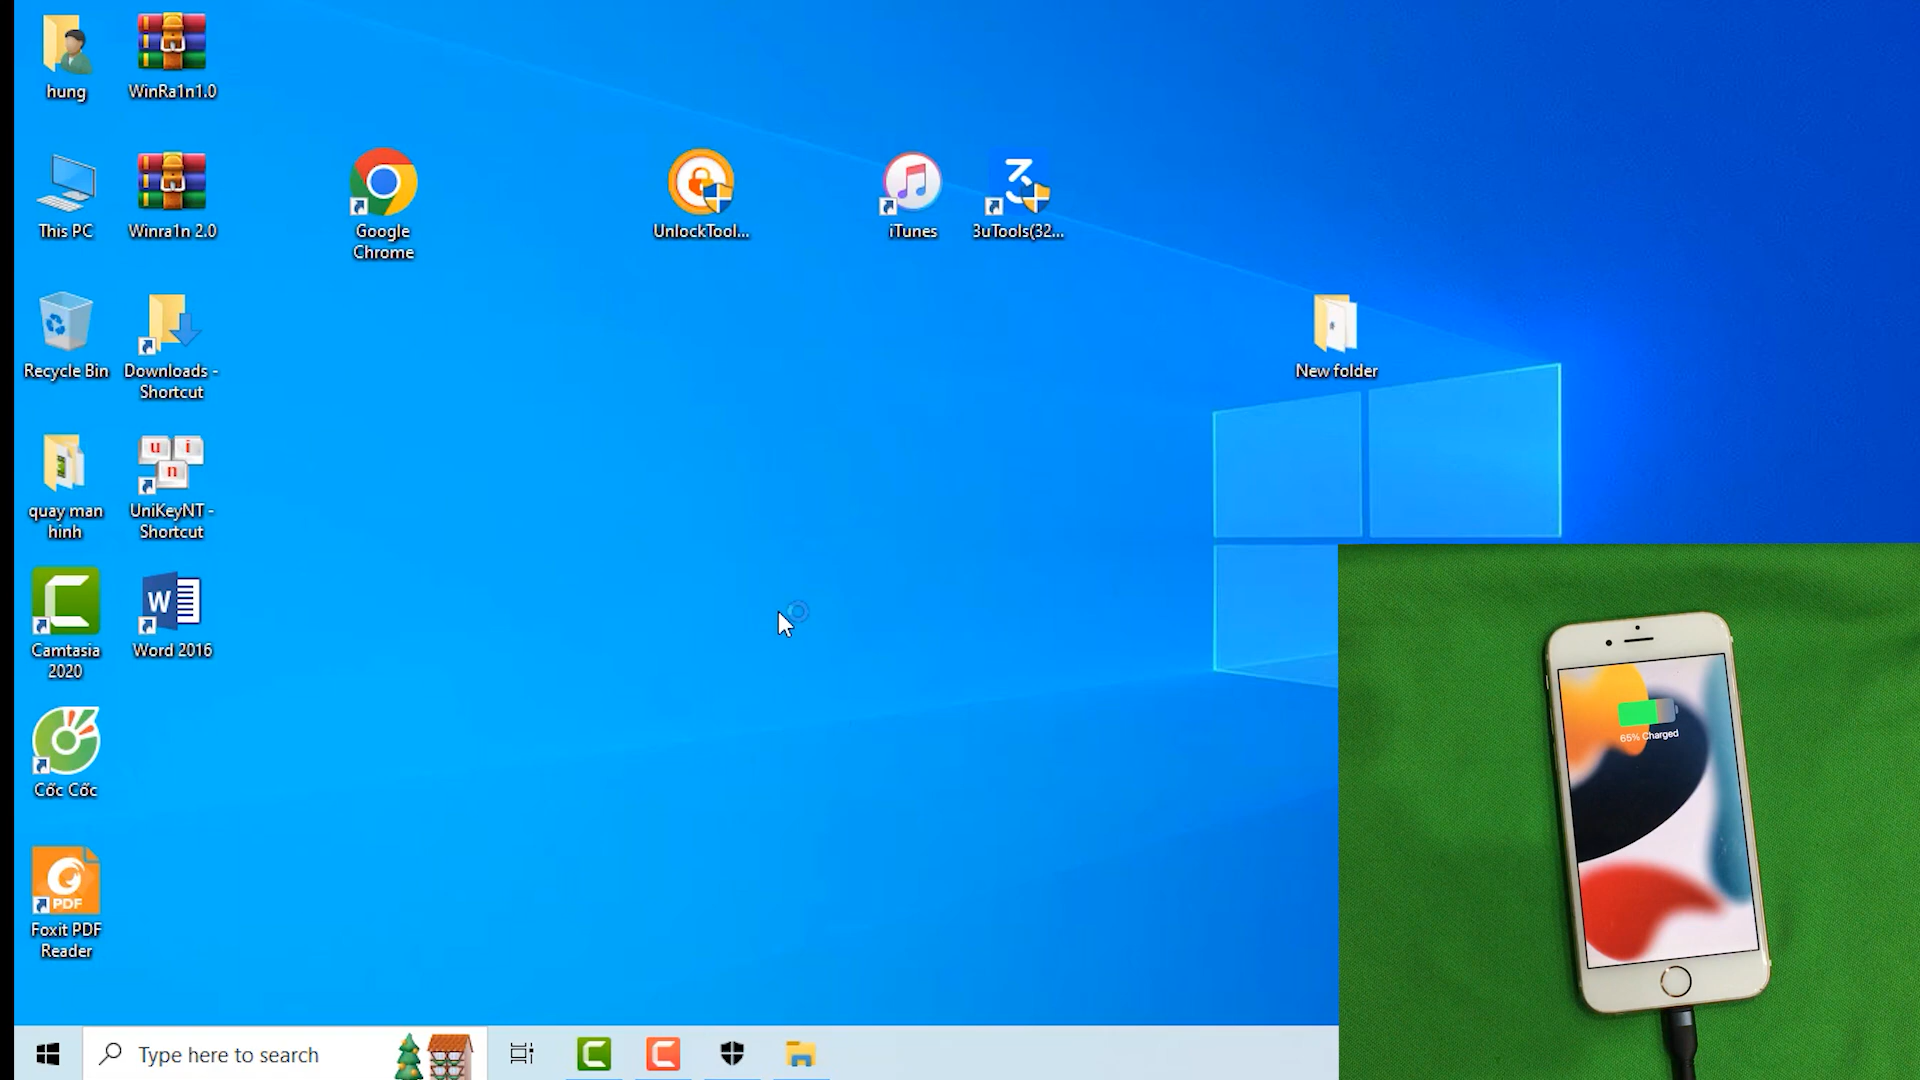 hung
WinRa1n1.0
This PC
Winra1n 2.0
Google
Chrome
UnlockTool...
iTunes
3uTools(32...
Recycle Bin
Downloads -
Shortcut
New folder
quay man
hinh
u i
n
UniKeyNT -
Shortcut
Camtasia
2020
W
Word 2016
65% Charged
Cốc Cốc
PDF
Foxit PDF
Reader
Type here to search